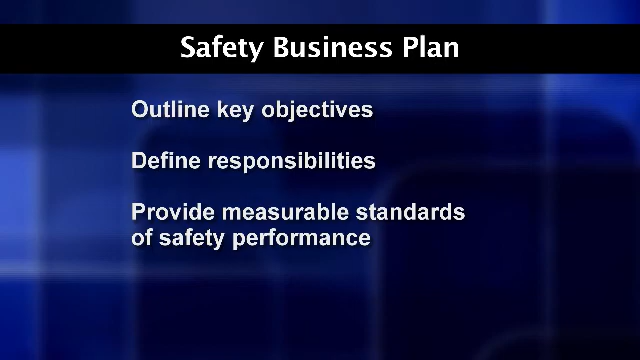 Safety Business Plan
Outline key objectives
Define responsibilities
Provide measurable standards
of safety performance